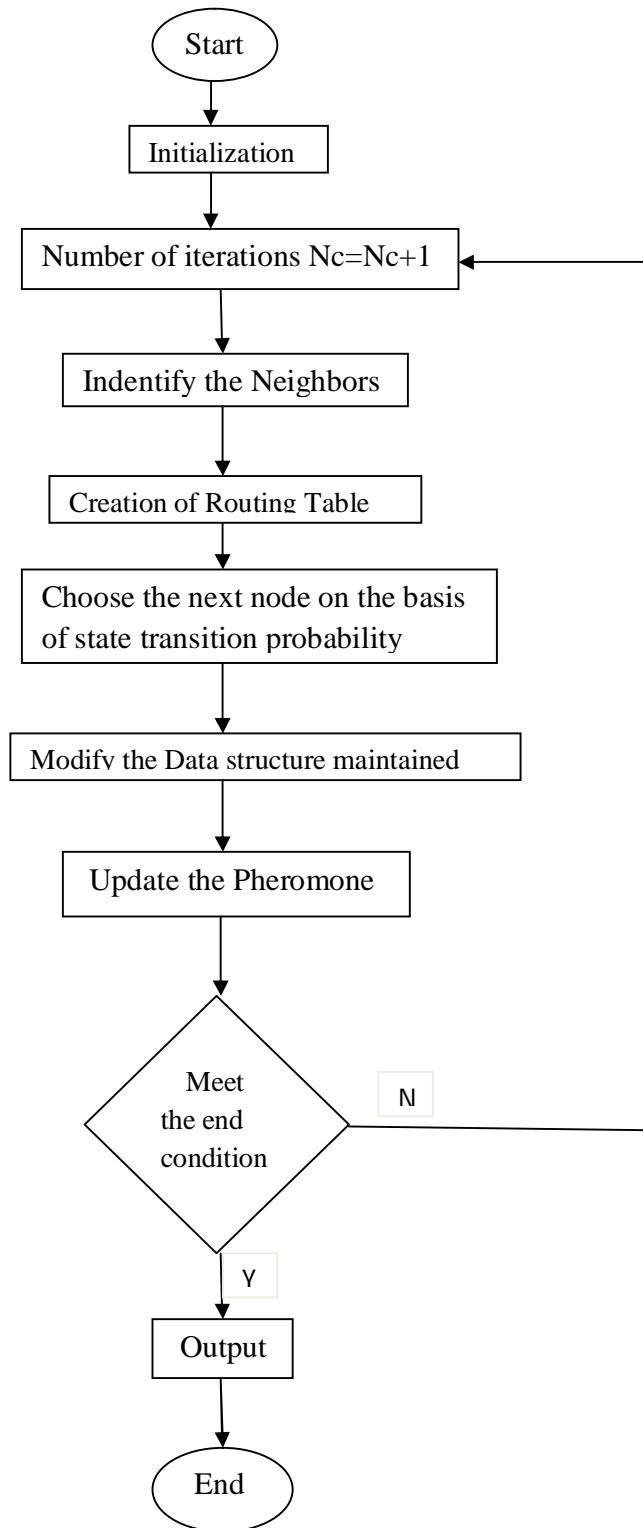 Start
Initialization
Number of iterations Nc=Nc+1
Indentify the Neighbors
Creation of Routing Table
Choose the next node on the basis
of state transition probability
Modify the Data structure maintained
Update the Pheromone
Meet
the end
condition
N
Y
Output
End